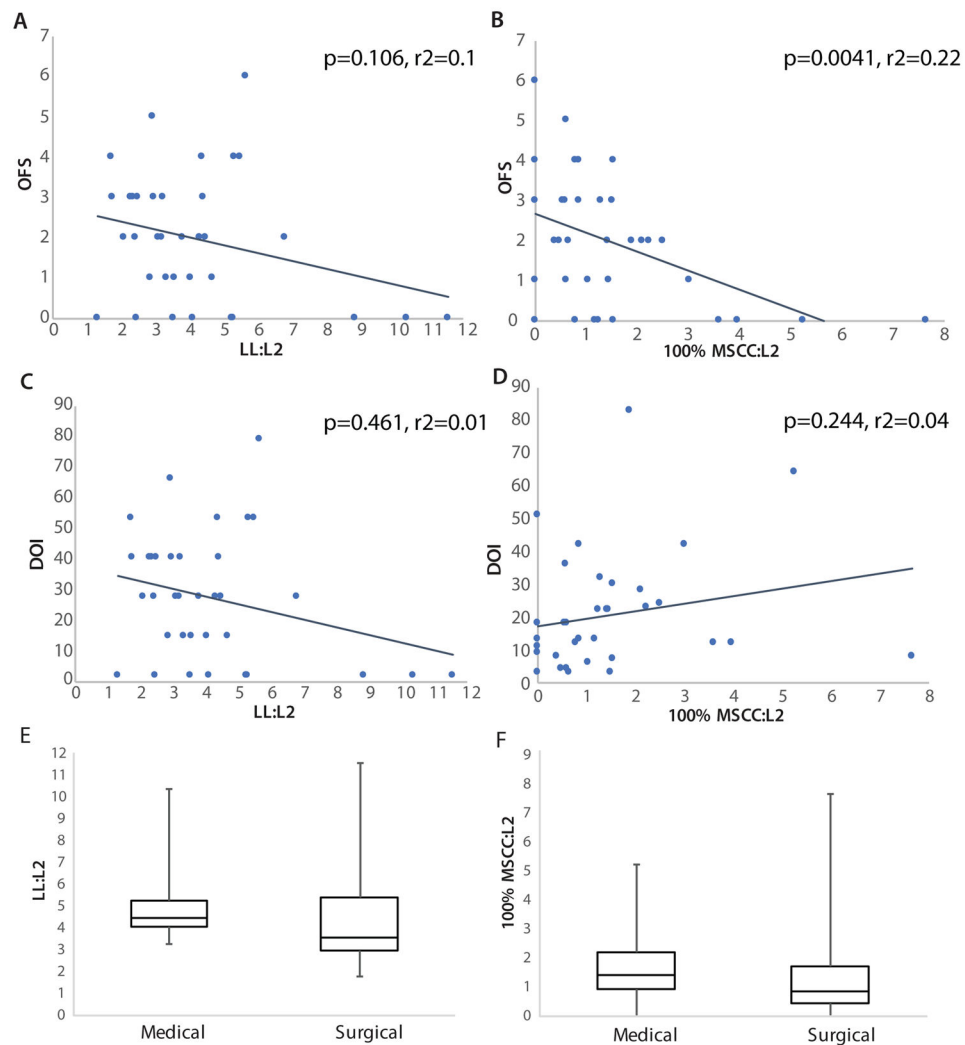 A
p=0.106, r2=0.1
OFS
7
6
5
4
3
2
1
0
0 1 2 3 4 5 6 7 8 9 10 11 12
LL:L2
B
p=0.0041, r2=0.22
OFS
7
6
5
4
3
2
1
0
0 1 2 3 4 5 6 7 8
100% MSCC:L2
C
p=0.461, r2=0.01
DOI
90
80
70
60
50
40
30
20
10
0
0 1 2 3 4 5 6 7 8 9 10 11 12
LL:L2
D
p=0.244, r2=0.04
DOI
90
80
70
60
50
40
30
20
10
0
0 1 2 3 4 5 6 7 8
100% MSCC:L2
E
LL:L2
12
11
10
9
8
7
6
5
4
3
2
1
0
Medical Surgical
F
100% MSCC:L2
9
8
7
6
5
4
3
2
1
0
Medical Surgical